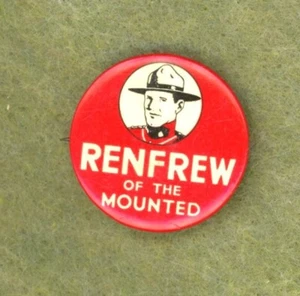 RENFREW
OF THE
MOUNTED